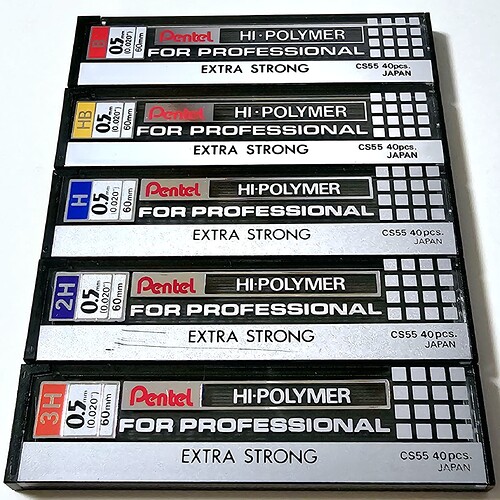 B 0.5mm (0.020") 60mm Pentel HI·POLYMER
FOR PROFESSIONAL
EXTRA STRONG CS55 40pcs.
JAPAN
HB 0.5mm (0.020") 60mm Pentel HI·POLYMER
FOR PROFESSIONAL
EXTRA STRONG CS55 40pcs.
JAPAN
H 0.5mm (0.020") 60mm Pentel HI·POLYMER
FOR PROFESSIONAL
EXTRA STRONG CS55 40pcs.
JAPAN
2H 0.5mm (0.020") 60mm Pentel HI·POLYMER
FOR PROFESSIONAL
EXTRA STRONG CS55 40pcs.
JAPAN
3H 0.5mm (0.020") 60mm Pentel HI·POLYMER
FOR PROFESSIONAL
EXTRA STRONG CS55 40pcs.
JAPAN